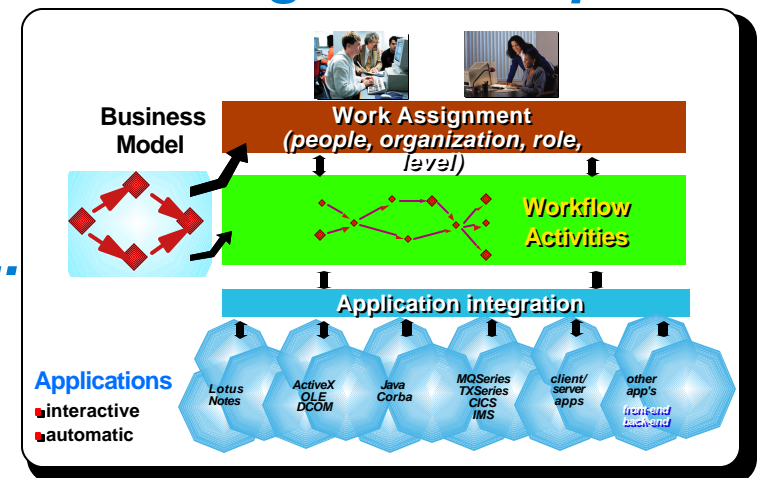 Business
Model
Work Assignment
(people, organization, role,
level)
Workflow
Activities
Application integration
Applications
interactive
automatic
Lotus
Notes
ActiveX
OLE
DCOM
Java
Corba
MQSeries
TXSeries
CICS
IMS
client/
server
apps
other
app's
front-end
back-end